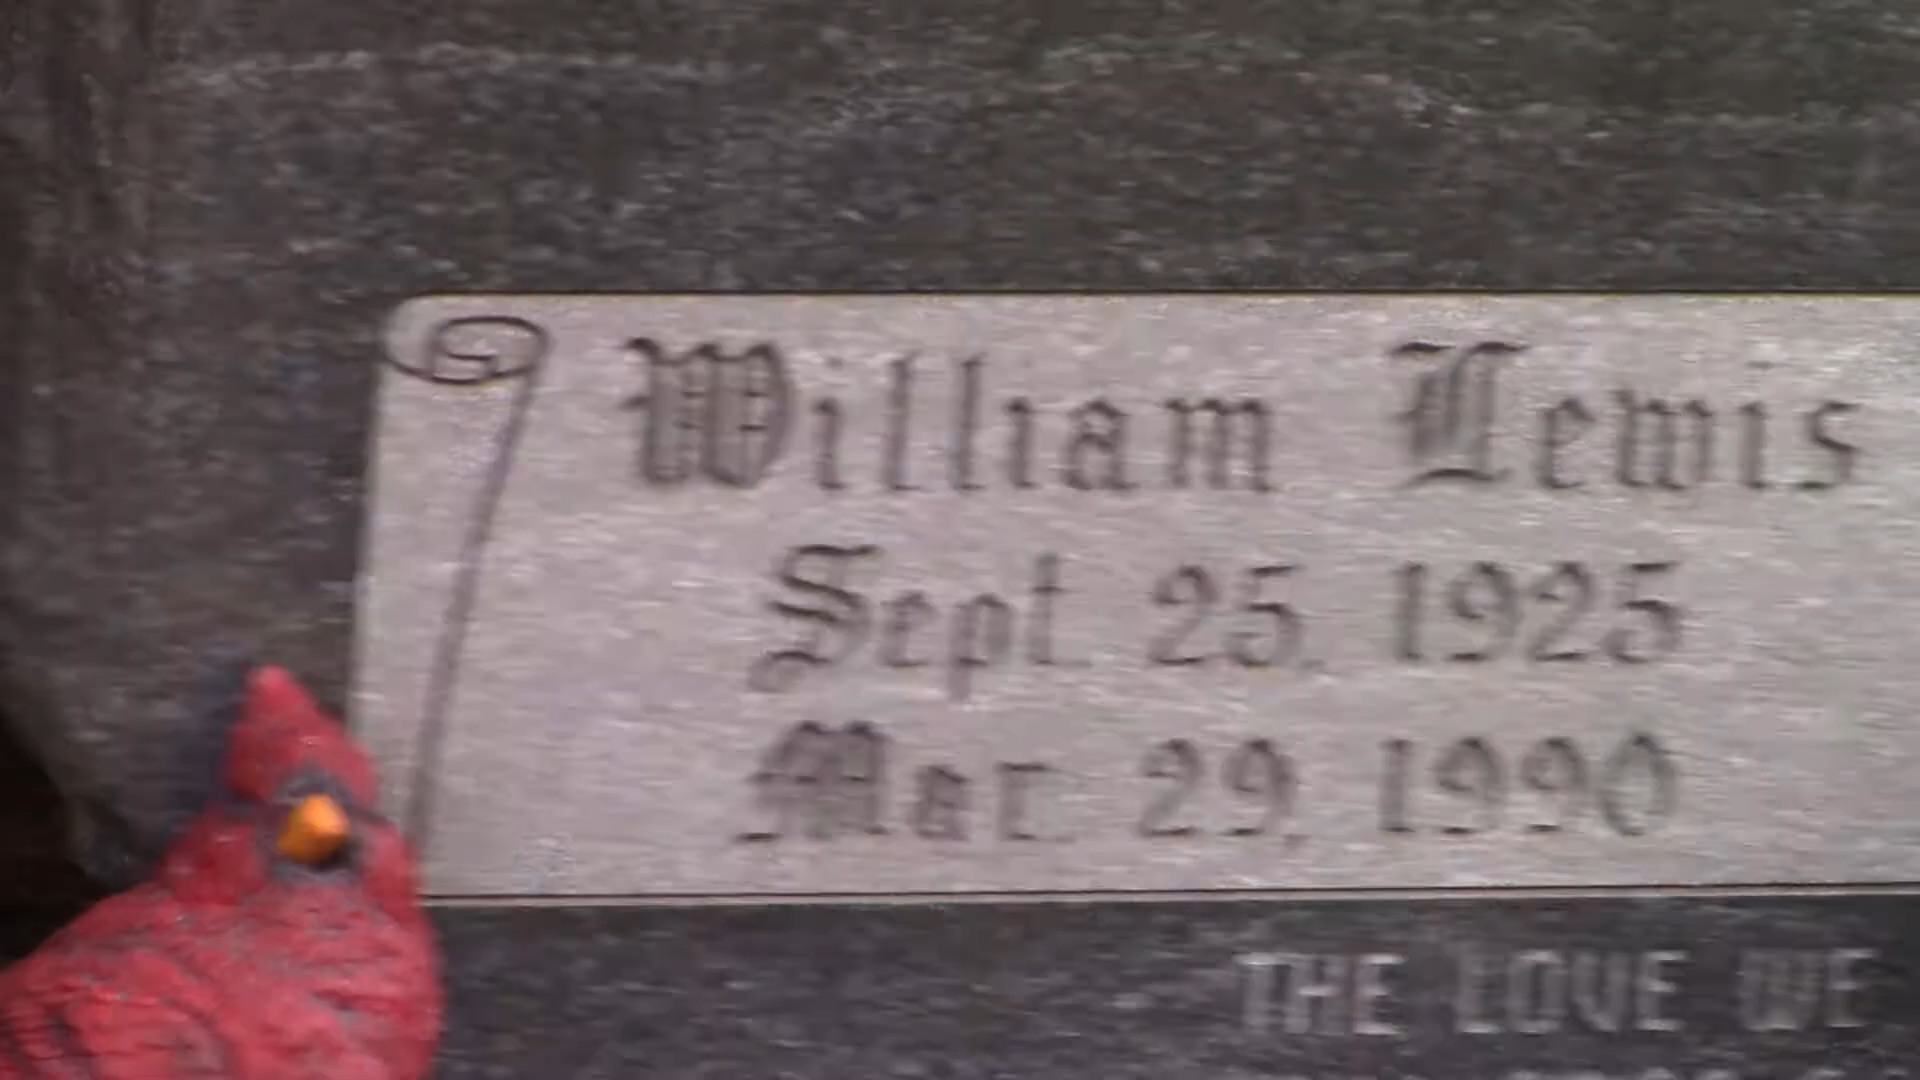 William Lewis
Sept. 25, 1925
Mar. 29, 1990
THE LOVE WE